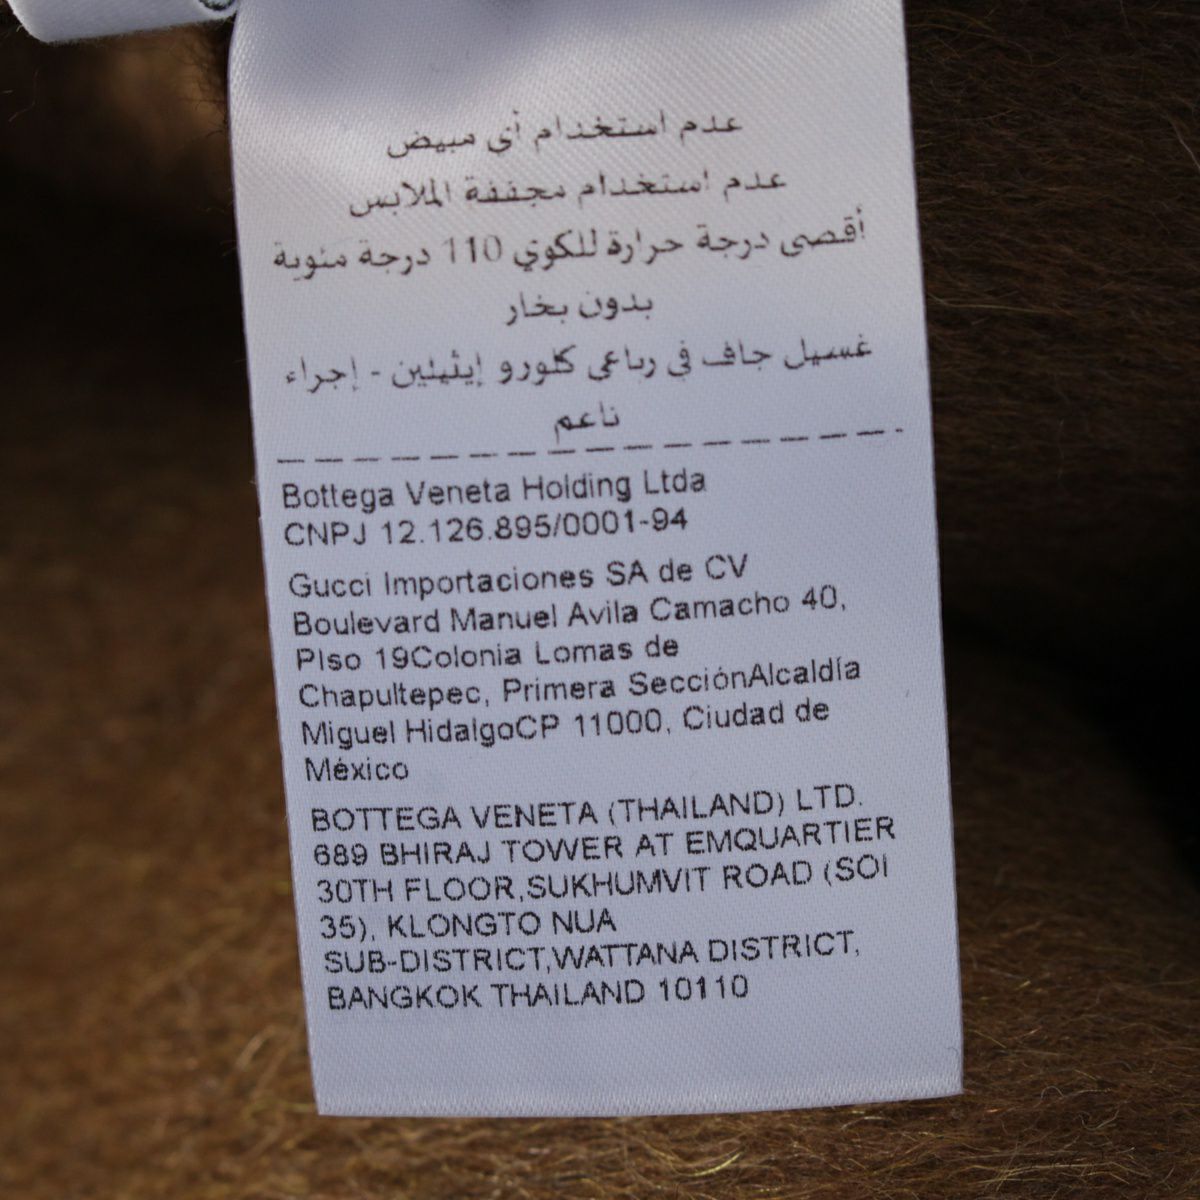 عدم استخدام أي مبيض
عدم استخدام مجففة الملابس
أقصى درجة حرارة للكوي 110 درجة مئوية
بدون بخار
غسيل جاف في رباعي كلورو إيثيلين - إجراء
ناعم
Bottega Veneta Holding Ltda
CNPJ 12.126.895/0001-94
Gucci Importaciones SA de CV
Boulevard Manuel Avila Camacho 40,
PIso 19Colonia Lomas de
Chapultepec, Primera SecciónAlcaldía
Miguel HidalgoCP 11000, Ciudad de
México
BOTTEGA VENETA (THAILAND) LTD.
689 BHIRAJ TOWER AT EMQUARTIER
30TH FLOOR,SUKHUMVIT ROAD (SOI
35), KLONGTO NUA
SUB-DISTRICT,WATTANA DISTRICT,
BANGKOK THAILAND 10110